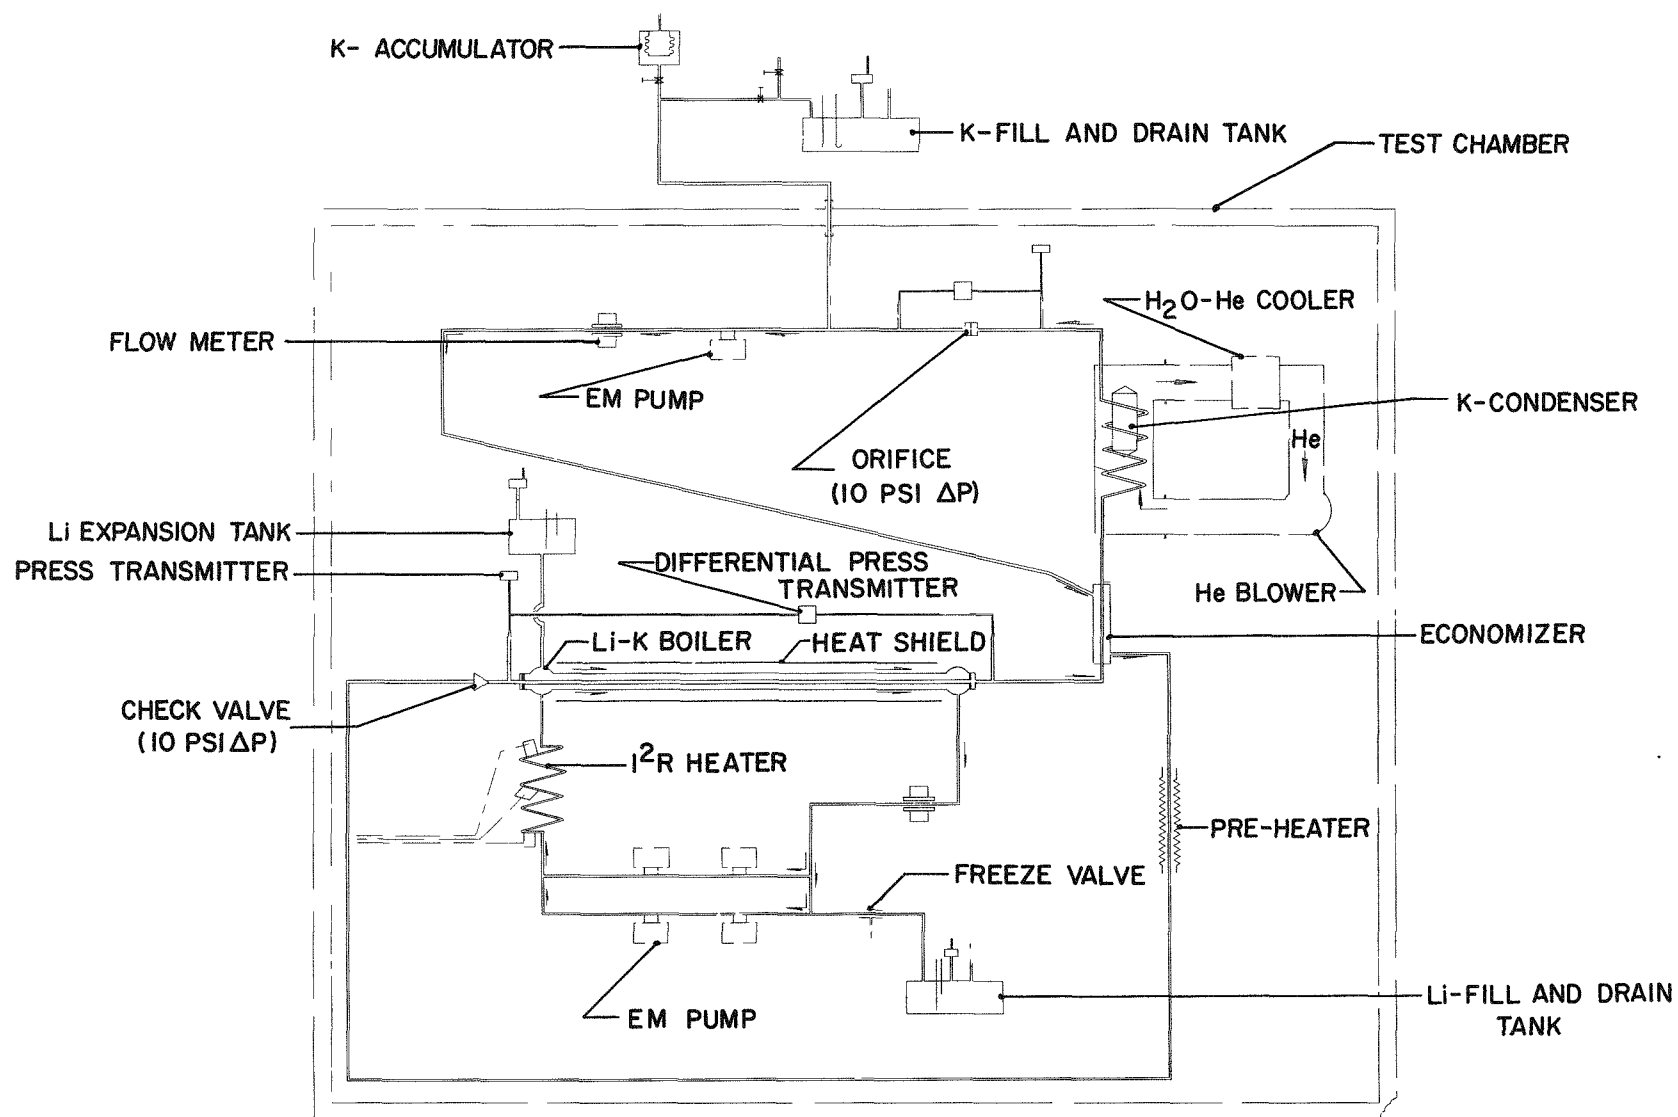 K- ACCUMULATOR
K-FILL AND DRAIN TANK
TEST CHAMBER
H2O-He COOLER
FLOW METER
EM PUMP
K-CONDENSER
He
ORIFICE
(10 PSI ΔP)
Li EXPANSION TANK
PRESS TRANSMITTER
DIFFERENTIAL PRESS
TRANSMITTER
He BLOWER
Li-K BOILER
HEAT SHIELD
ECONOMIZER
CHECK VALVE
(10 PSI ΔP)
I²R HEATER
PRE-HEATER
FREEZE VALVE
EM PUMP
Li-FILL AND DRAIN
TANK